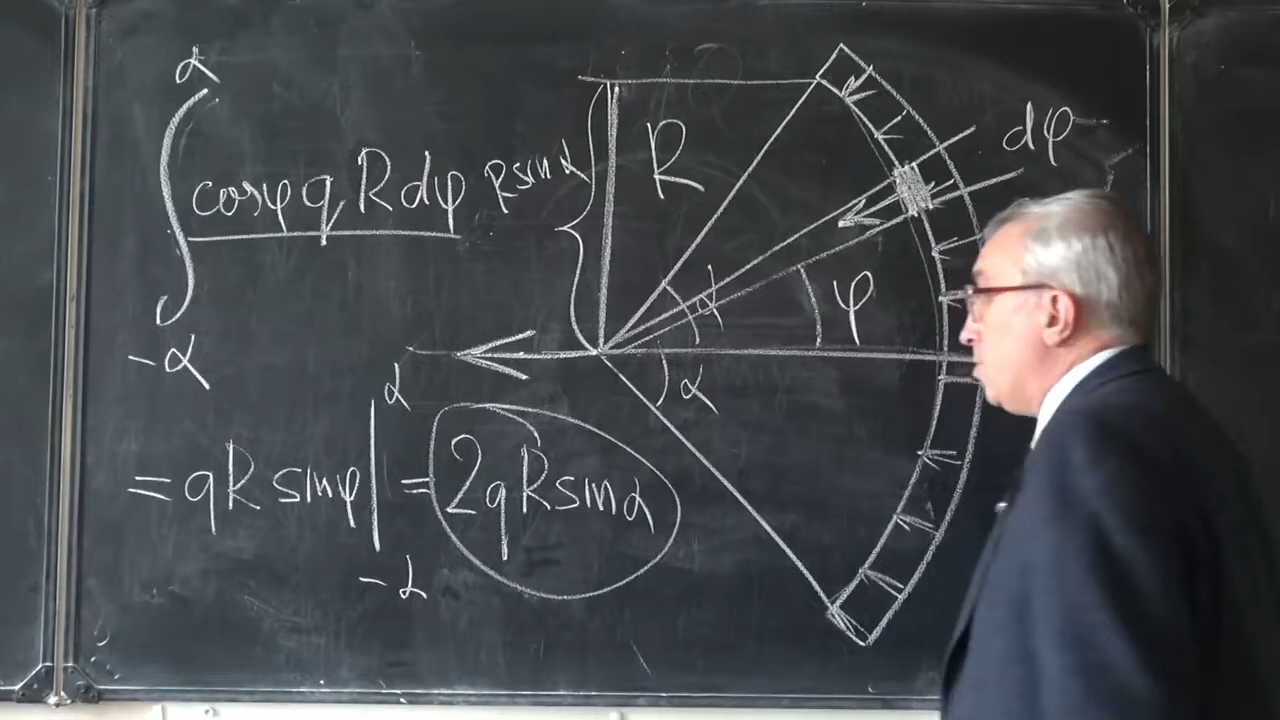 α
∫ cosφ q R dφ
-α
R sin α
R
dφ
α
φ
α
= qR sinφ |
α
-α
= 2qR sin α